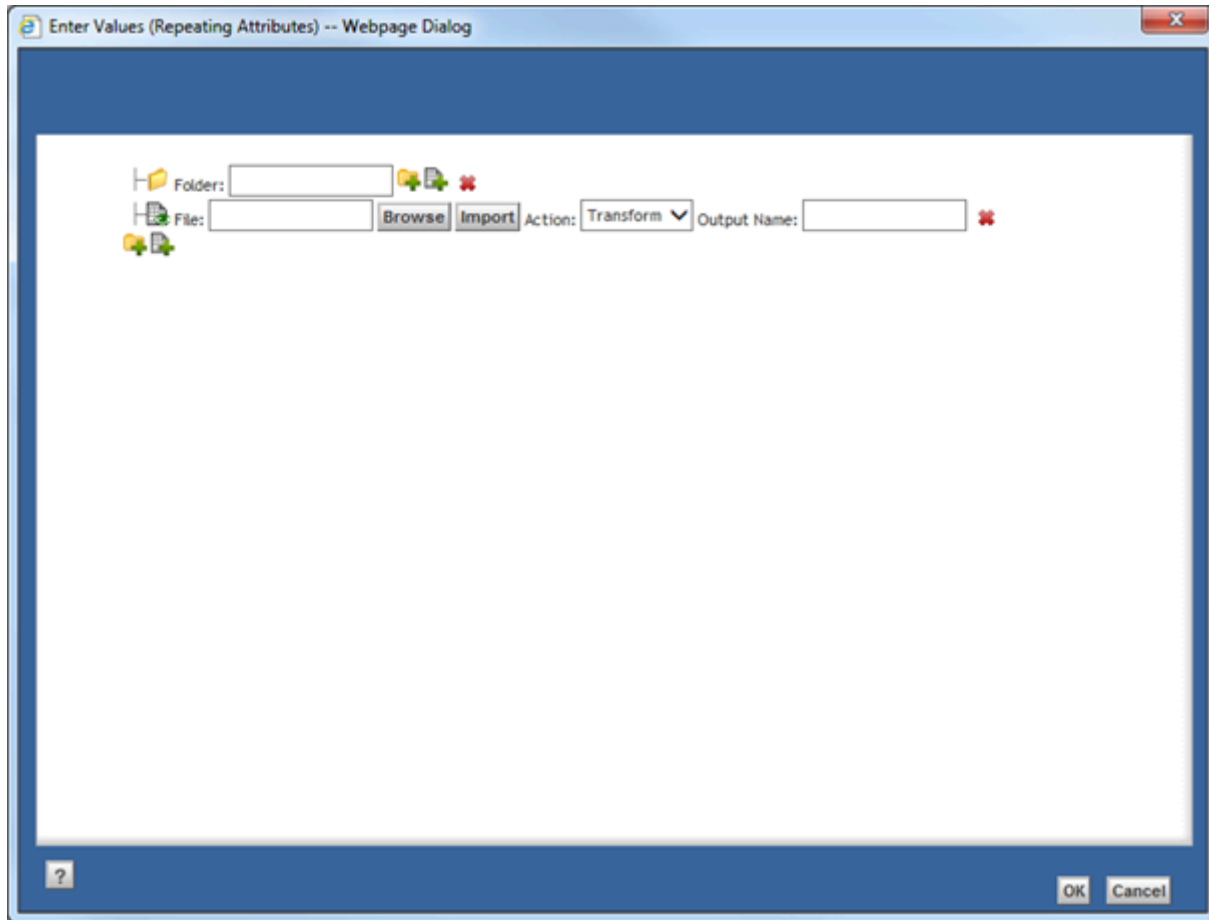 Enter Values (Repeating Attributes) -- Webpage Dialog
Folder:
File: Browse Import Action: Transform Output Name:
?
OK Cancel